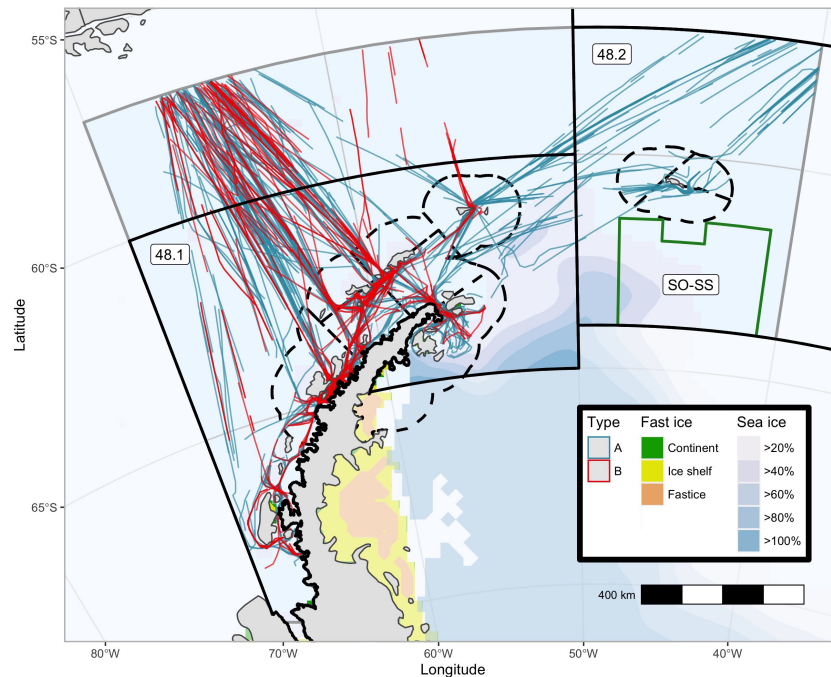 55°S
60°S
65°S
Latitude
48.1
48.2
SO-SS
Type
A
B
Fast ice
Continent
Ice shelf
Fastice
Sea ice
>20%
>40%
>60%
>80%
>100%
400 km
80°W
70°W
60°W
50°W
40°W
Longitude